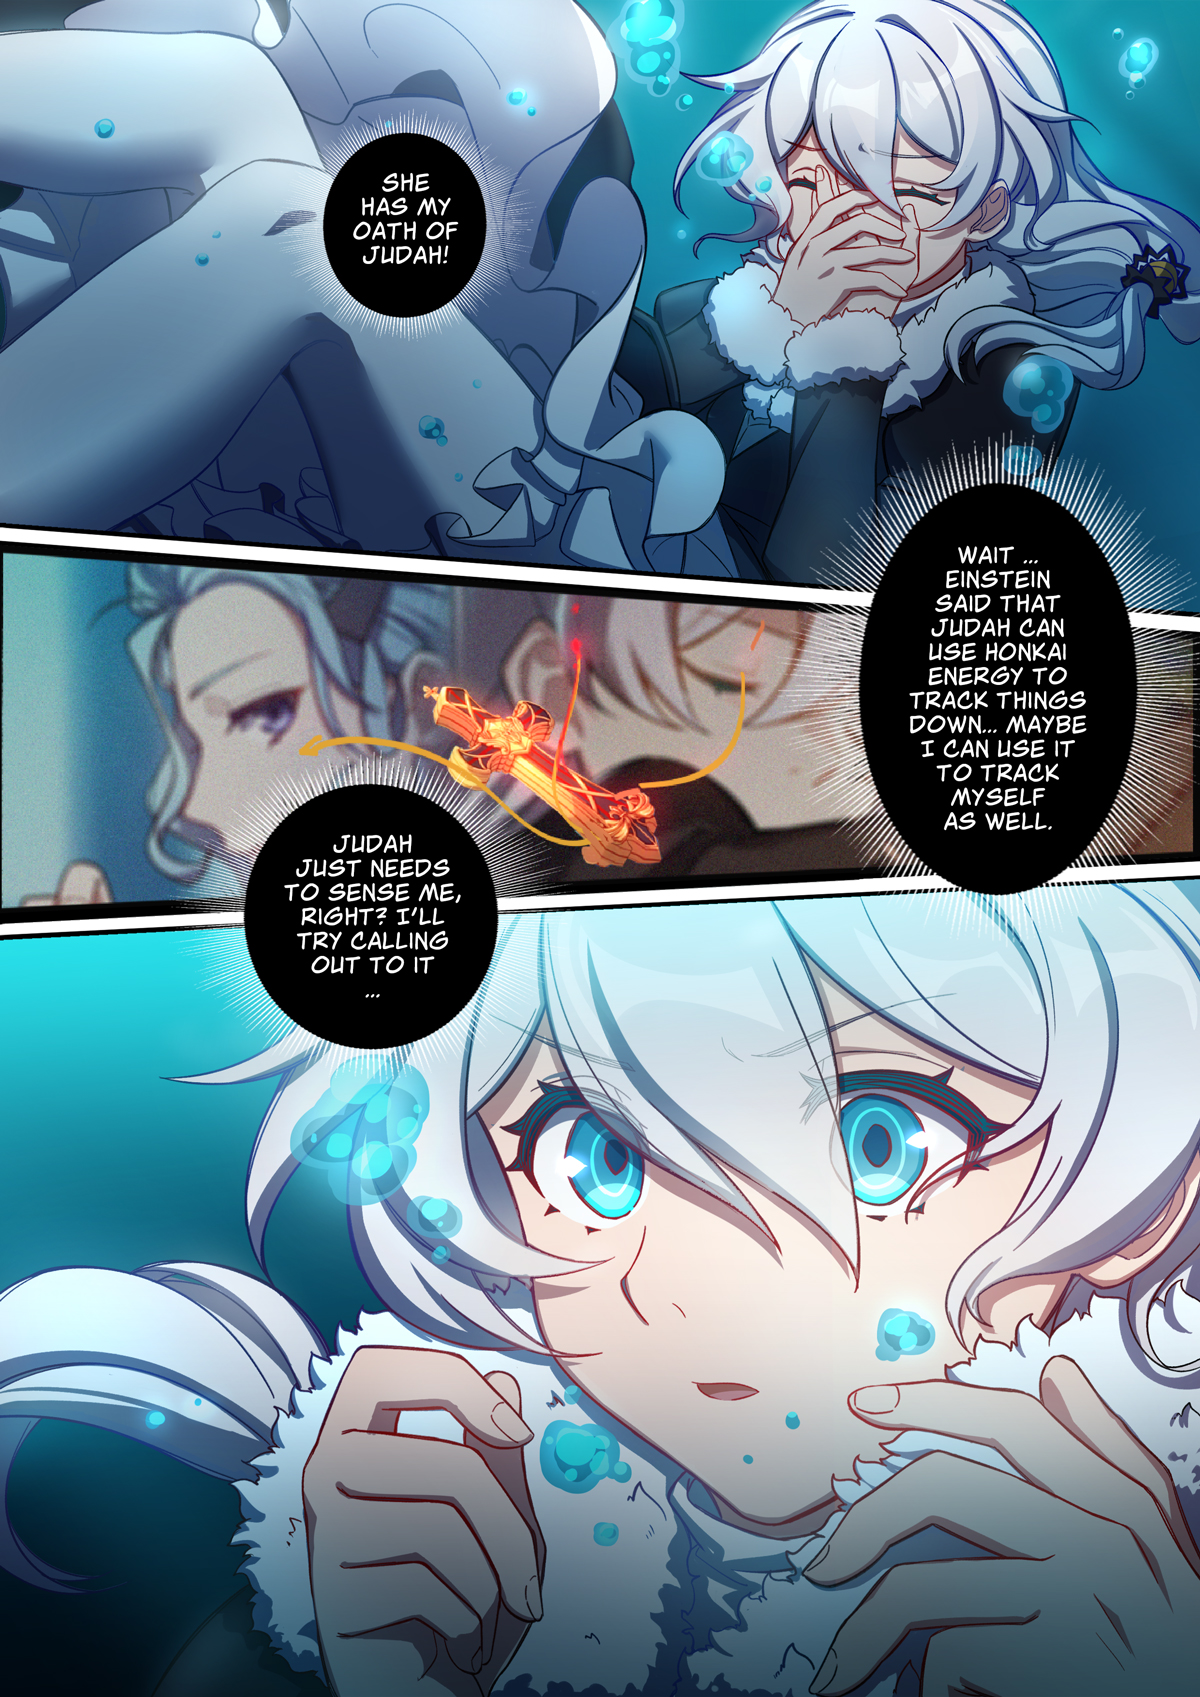 SHE
HAS MY
OATH OF
JUDAH!
WAIT ...
EINSTEIN
SAID THAT
JUDAH CAN
USE HONKAI
ENERGY TO
TRACK THINGS
DOWN... MAYBE
I CAN USE IT
TO TRACK
MYSELF
AS WELL.
JUDAH
JUST NEEDS
TO SENSE ME,
RIGHT? I'LL
TRY CALLING
OUT TO IT
...